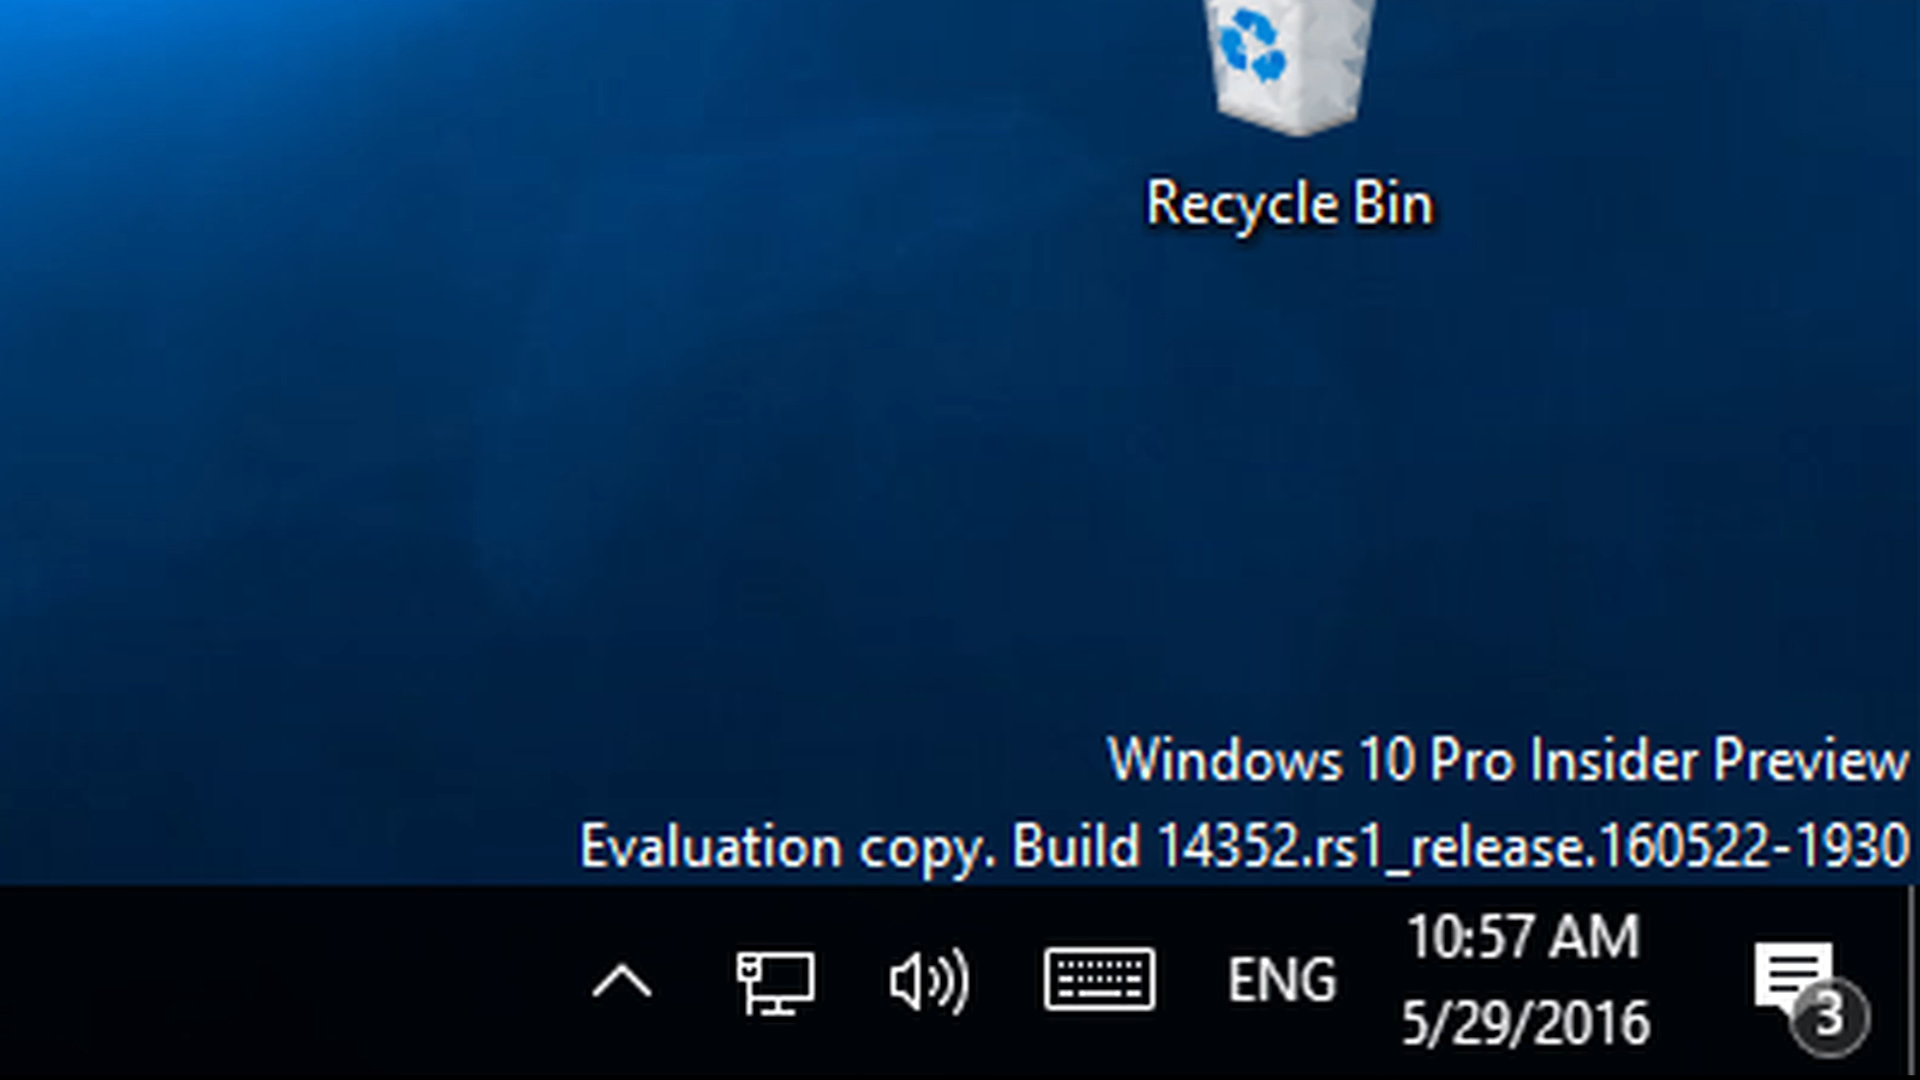 Recycle Bin
Windows 10 Pro Insider Preview
Evaluation copy. Build 14352.rs1_release.160522-1930
10:57 AM
ENG
5/29/2016
3